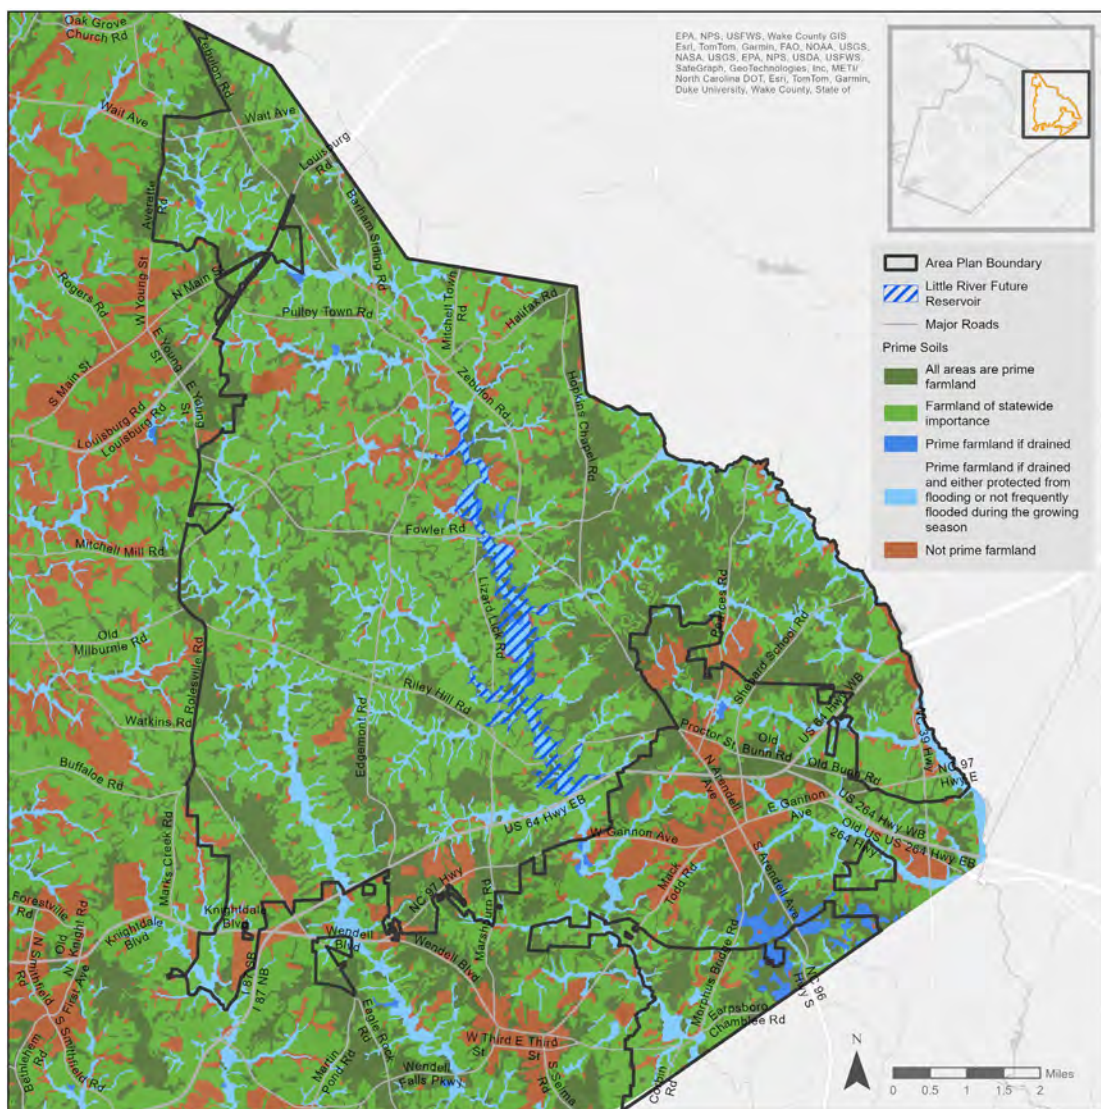 EPA, NPS, USFWS, Wake County GIS
Esri, TomTom, Garmin, FAO, NOAA, USGS,
NASA, USGS, EPA, NPS, USDA, USFWS,
SafeGraph, GeoTechnologies, Inc, METI/
North Carolina DOT, Esri, TomTom, Garmin,
Duke University, Wake County, State of
Area Plan Boundary
Little River Future
Reservoir
Major Roads
Prime Soils
All areas are prime
farmland
Farmland of statewide
importance
Prime farmland if drained
Prime farmland if drained
and either protected from
flooding or not frequently
flooded during the growing
season
Not prime farmland
Oak Grove
Church Rd
Zebulon Rd
Wait Ave
Wait Ave
Louisburg
Rd
Averette
Rd
Barham Siding Rd
Rogers Rd
W Young St
N Main St
Pulley Town Rd
Mitchell Town
Rd
Halifax Rd
E Young
St
S Main St
E Young
St
Zebulon Rd
Hopkins Chapel Rd
Louisburg Rd
Louisburg Rd
Fowler Rd
Mitchell Mill Rd
Lizard Lick Rd
Pearces Rd
Old
Milburnie Rd
Rolesville Rd
Shepard School Rd
Riley Hill Rd
US 64 Hwy WB
Watkins Rd
Edgemont Rd
Proctor St
Old
Bunn Rd
NC 39 Hwy
Buffaloe Rd
Old Bunn Rd
NC 97
Hwy E
N Arendell
Ave
US 64 Hwy EB
E Gannon
Ave
US 264 Hwy WB
Old US
264 Hwy
US 264 Hwy EB
Marks Creek Rd
W Gannon Ave
Mack
Todd Rd
S Arendell Ave
NC 97 Hwy
Marshburn Rd
Forestville
Rd
Old
N Knight Rd
Knightdale
Blvd
Knightdale
Blvd
Wendell
Blvd
Wendell Blvd
N Smithfield
Rd
First Ave
I 87 SB
I 87 NB
Morphus Bridge Rd
NC 96
Hwy S
Earpsboro
Chamblee Rd
S Smithfield Rd
Bethlehem
Rd
Martin
Pond Rd
Eagle Rock
Rd
W Third
St
E Third
St
Wendell
Falls Pkwy
S Selma
Rd
Corbin
Rd
N
Miles
0 0.5 1 1.5 2